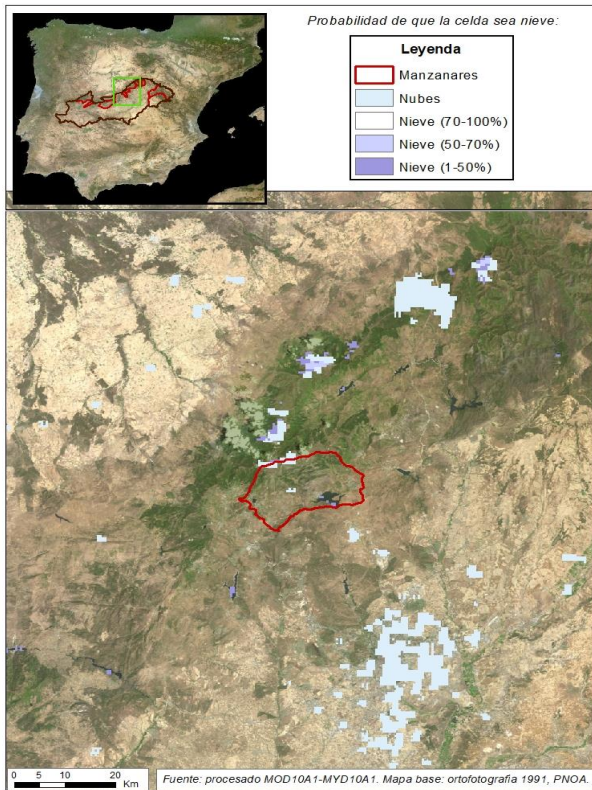 Probabilidad de que la celda sea nieve:
Leyenda
Manzanares
Nubes
Nieve (70-100%)
Nieve (50-70%)
Nieve (1-50%)
0 5 10 20
Km
Fuente: procesado MOD10A1-MYD10A1. Mapa base: ortofotografia 1991, PNOA.